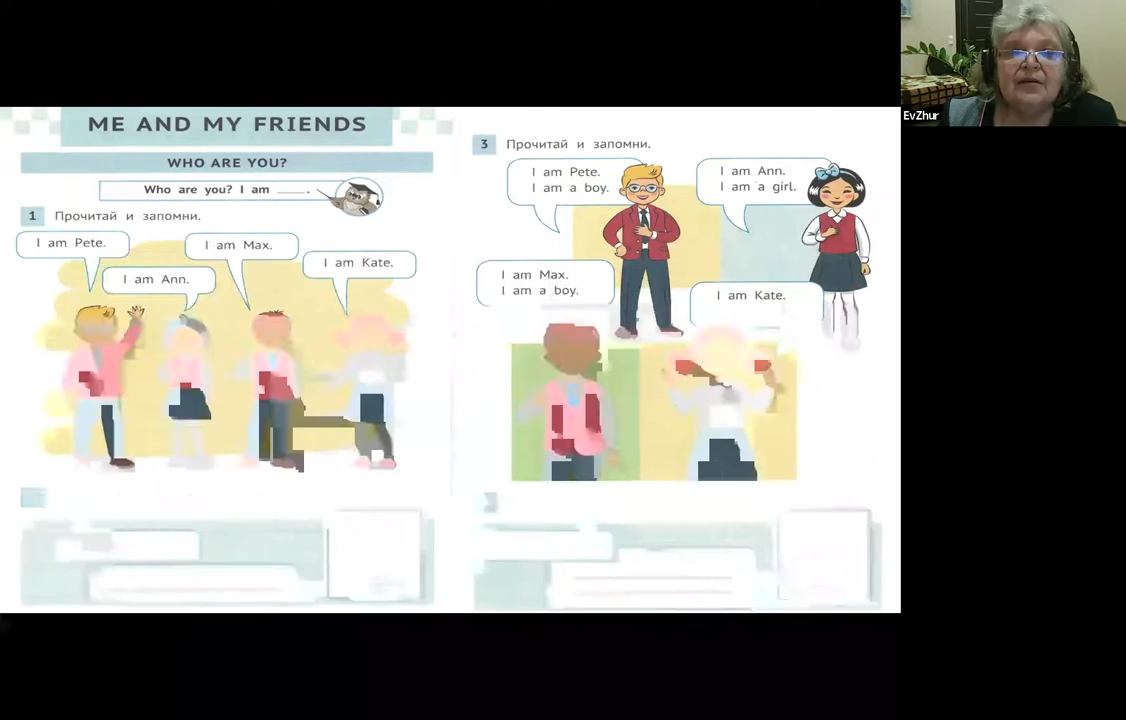 ME AND MY FRIENDS
WHO ARE YOU?
Who are you? I am ____.
1 Прочитай и запомни.
I am Pete.
I am Max.
I am Ann.
I am Kate.
3 Прочитай и запомни.
I am Pete.
I am a boy.
I am Ann.
I am a girl.
I am Max.
I am a boy.
I am Kate.
EvZhur